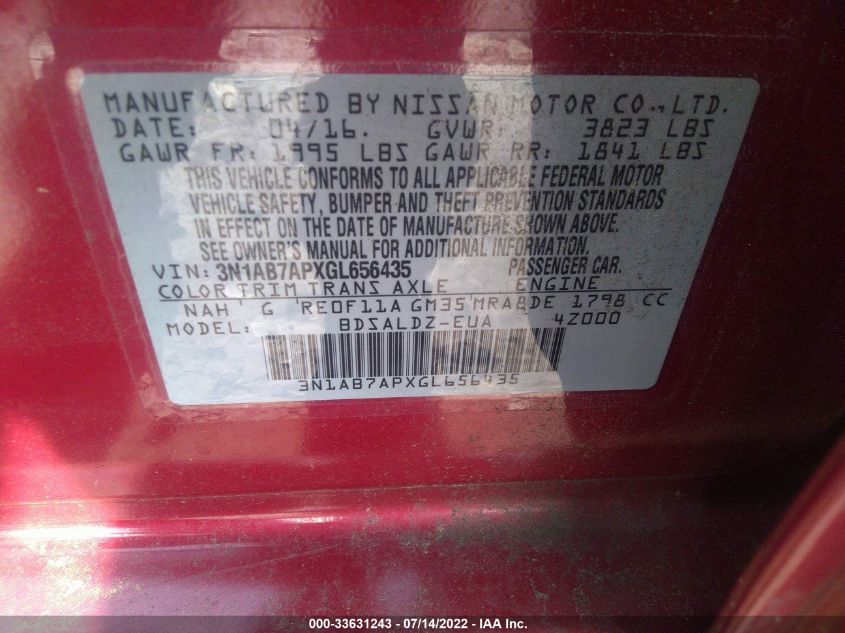 MANUFACTURED BY NISSAN MOTOR CO., LTD.
DATE: 04/16. GVWR: 3823 LBS
GAWR FR: 1995 LBS GAWR RR: 1841 LBS
THIS VEHICLE CONFORMS TO ALL APPLICABLE FEDERAL MOTOR
VEHICLE SAFETY, BUMPER AND THEFT PREVENTION STANDARDS
IN EFFECT ON THE DATE OF MANUFACTURE SHOWN ABOVE.
SEE OWNER'S MANUAL FOR ADDITIONAL INFORMATION.
VIN: 3N1AB7APXGL656435 PASSENGER CAR.
COLOR TRIM TRANS AXLE ENGINE
NAH G RE0F11A GM35 MRA8DE 1798 CC
MODEL BDSALDZ-EUA 4Z000
3N1AB7APXGL656435
000-33631243 - 07/14/2022 - IAA Inc.